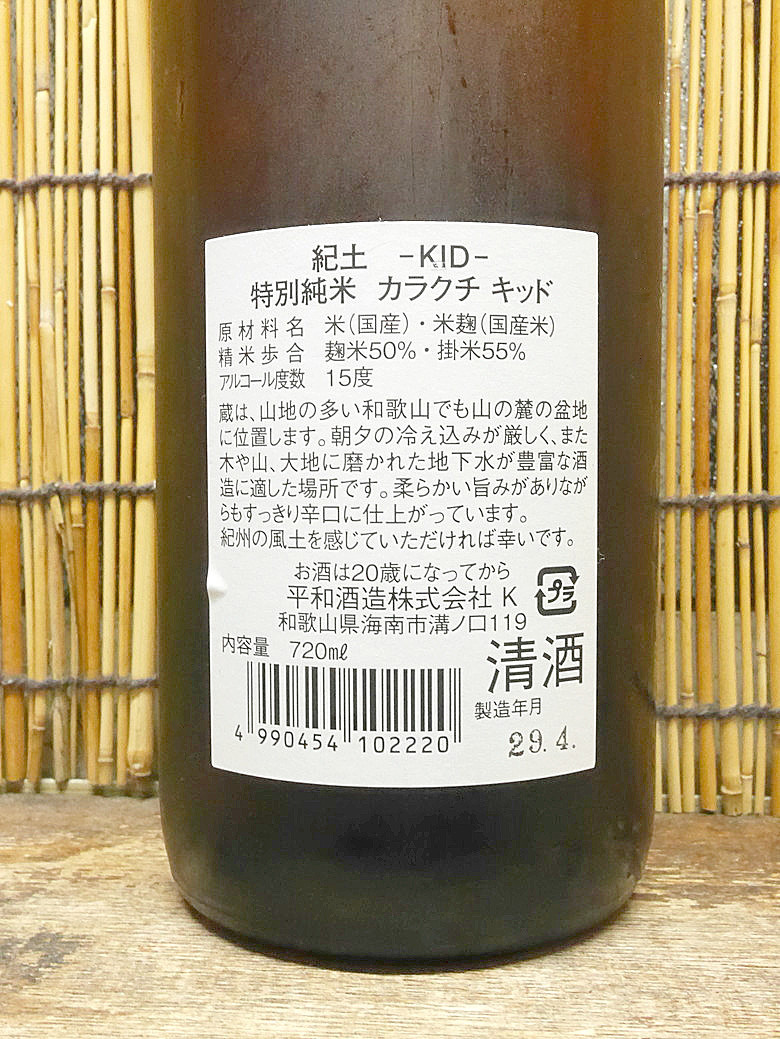 紀土 -KID-
特別純米 カラクチ キッド
原材料名 米(国産)・米麹(国産米)
精米歩合 麹米50%・掛米55%
アルコール度数 15度
蔵は、山地の多い和歌山でも山の麓の盆地
に位置します。朝夕の冷え込みが厳しく、また
木や山、大地に磨かれた地下水が豊富な酒
造に適した場所です。柔らかい旨みがありなが
らもすっきり辛口に仕上がっています。
紀州の風土を感じていただければ幸いです。
お酒は20歳になってから
平和酒造株式会社 K
プラ
和歌山県海南市溝ノ口119
内容量 720mℓ
清酒
製造年月
29.4.
4 990454 102220